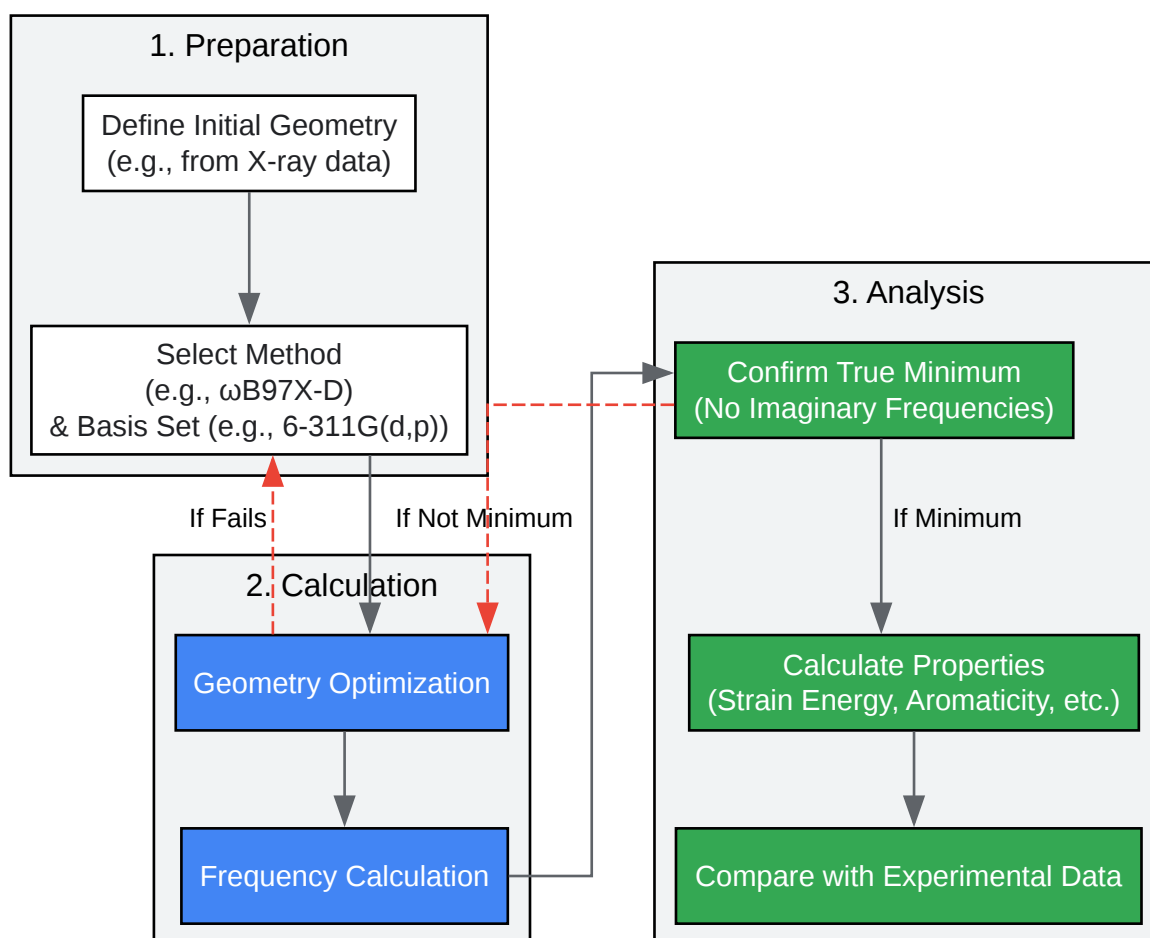 1. Preparation
Define Initial Geometry
(e.g., from X-ray data)
Select Method
(e.g., ωB97X-D)
& Basis Set (e.g., 6-311G(d,p))
If Fails
If Not Minimum
2. Calculation
Geometry Optimization
Frequency Calculation
3. Analysis
Confirm True Minimum
(No Imaginary Frequencies)
If Minimum
Calculate Properties
(Strain Energy, Aromaticity, etc.)
Compare with Experimental Data